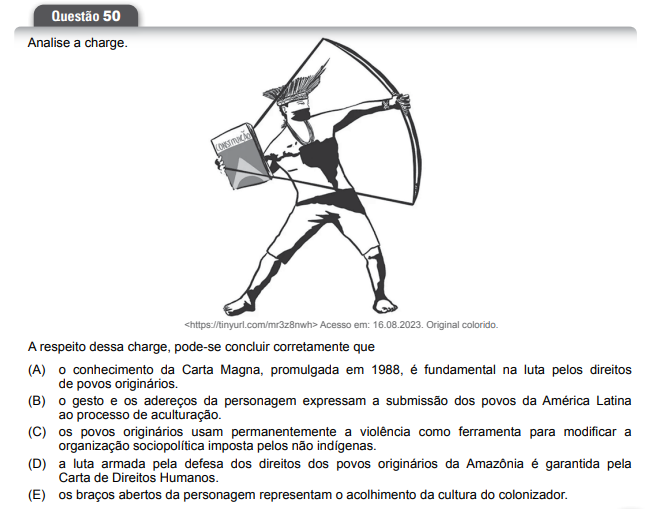 Questão 50
Analise a charge.
CONSTITUIÇÃO
<https://tinyurl.com/mr3z8nwh> Acesso em: 16.08.2023. Original colorido.
A respeito dessa charge, pode-se concluir corretamente que
(A) o conhecimento da Carta Magna, promulgada em 1988, é fundamental na luta pelos direitos
de povos originários.
(B) o gesto e os adereços da personagem expressam a submissão dos povos da América Latina
ao processo de aculturação.
(C) os povos originários usam permanentemente a violência como ferramenta para modificar a
organização sociopolítica imposta pelos não indígenas.
(D) a luta armada pela defesa dos direitos dos povos originários da Amazônia é garantida pela
Carta de Direitos Humanos.
(E) os braços abertos da personagem representam o acolhimento da cultura do colonizador.